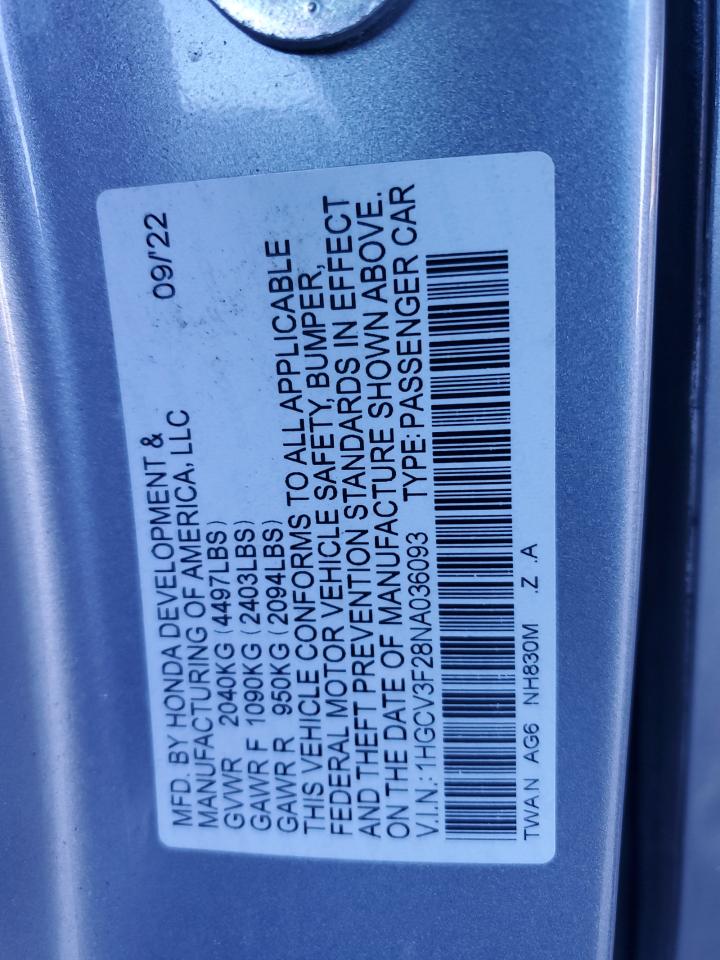 MFD. BY HONDA DEVELOPMENT &
MANUFACTURING OF AMERICA, LLC 09/'22
GVWR 2040KG (4497LBS)
GAWR F 1090KG (2403LBS)
GAWR R 950KG (2094LBS)
THIS VEHICLE CONFORMS TO ALL APPLICABLE
FEDERAL MOTOR VEHICLE SAFETY, BUMPER,
AND THEFT PREVENTION STANDARDS IN EFFECT
ON THE DATE OF MANUFACTURE SHOWN ABOVE.
V.I.N.: 1HGCV3F28NA036093 TYPE:PASSENGER CAR
TWAN AG6 NH830M .Z .A